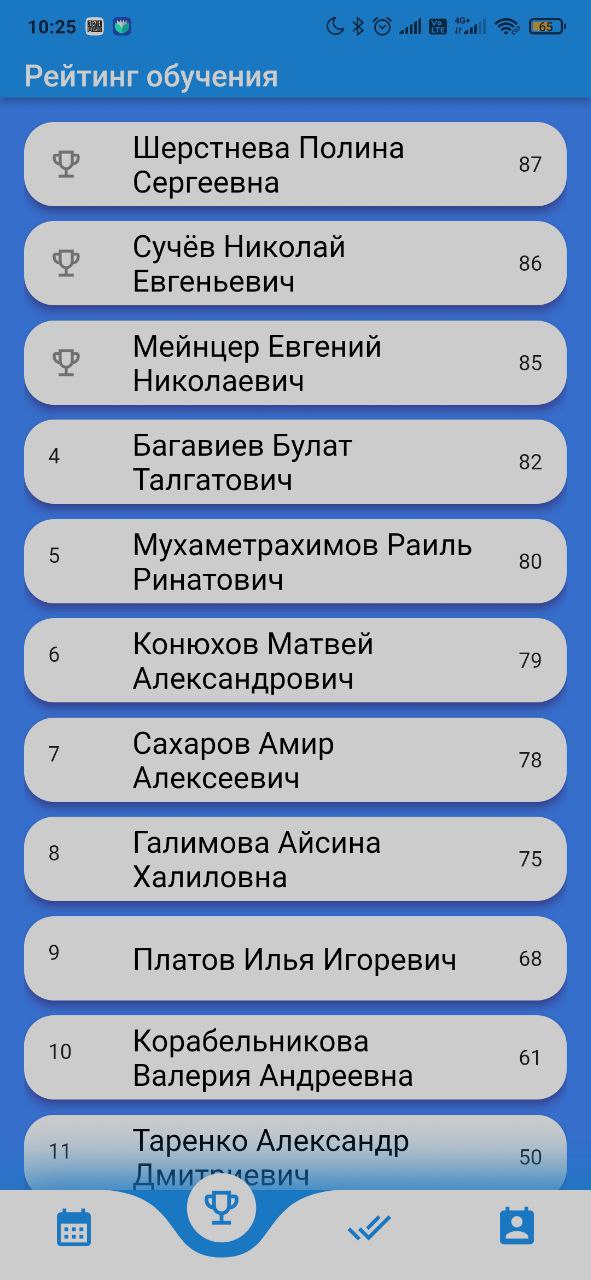 10:25
4G+
65
Рейтинг обучения
Шерстнева Полина
Сергеевна
87
Сучёв Николай
Евгеньевич
86
Мейнцер Евгений
Николаевич
85
4
Багавиев Булат
Талгатович
82
5
Мухаметрахимов Раиль
Ринатович
80
6
Конюхов Матвей
Александрович
79
7
Сахаров Амир
Алексеевич
78
8
Галимова Айсина
Халиловна
75
9
Платов Илья Игоревич
68
10
Корабельникова
Валерия Андреевна
61
11
Таренко Александр
Дмитриевич
50